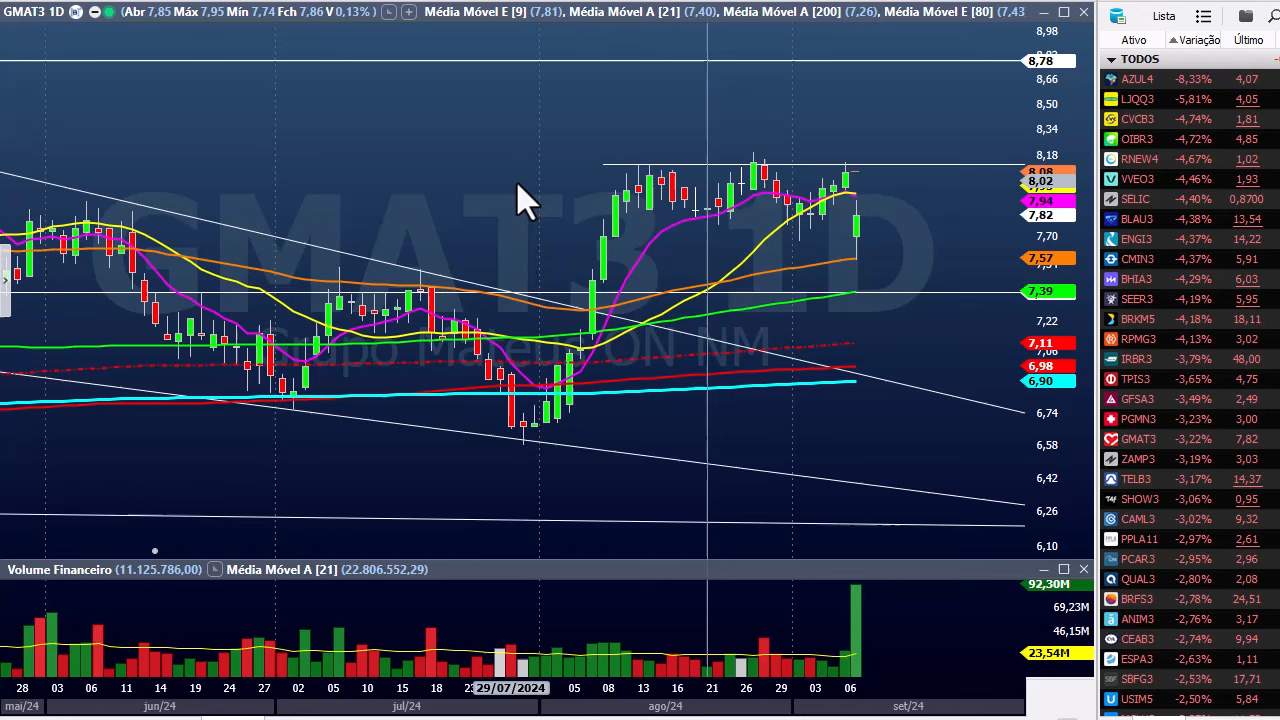 GMAT3 1D (Abr 7,85 Máx 7,95 Mín 7,74 Fch 7,86 V 0,13% ) Média Móvel E [9] (7,81), Média Móvel A [21] (7,40), Média Móvel A [200] (7,26), Média Móvel E [80] (7,43
GMAT3 1D
Grupo Mateus ON NM
8,98
8,78
8,66
8,50
8,34
8,18
8,08
8,02
7,94
7,82
7,70
7,57
7,39
7,22
7,11
7,06
6,98
6,90
6,74
6,58
6,42
6,26
6,10
Volume Financeiro (11.125.786,00) Média Móvel A [21] (22.806.552,29)
92,30M
69,23M
46,15M
23,54M
28 03 06 11 14 19 24 27 02 05 10 29/07/2024 08 13 16 21 26 29 03 06
mai/24 jun/24 ago/24 set/24
Lista
Ativo Variação Último
TODOS
AZUL4 -8,33% 4,07
LJQQ3 -5,81% 4,05
CVCB3 -4,74% 1,81
OIBR3 -4,72% 4,85
RNEW4 -4,67% 1,02
VVEO3 -4,46% 1,93
SELIC -4,40% 0,8700
BLAU3 -4,38% 13,54
ENGI3 -4,37% 14,22
CMIN3 -4,37% 5,91
BHIA3 -4,29% 6,03
SEER3 -4,19% 5,95
BRKM5 -4,18% 18,11
RPMG3 -4,13% 3,02
IRBR3 -3,79% 48,00
TPIS3 -3,65% 4,75
GFSA3 -3,49% 2,49
PGMN3 -3,23% 3,00
GMAT3 -3,22% 7,82
ZAMP3 -3,19% 3,03
TELB3 -3,17% 14,37
SHOW3 -3,06% 0,95
CAML3 -3,02% 9,32
PPLA11 -2,97% 2,61
PCAR3 -2,95% 2,96
QUAL3 -2,80% 2,08
BRFS3 -2,78% 24,51
ANIM3 -2,76% 3,17
CEAB3 -2,74% 9,94
ESPA3 -2,63% 1,11
SBFG3 -2,53% 17,71
USIM5 -2,50% 5,84